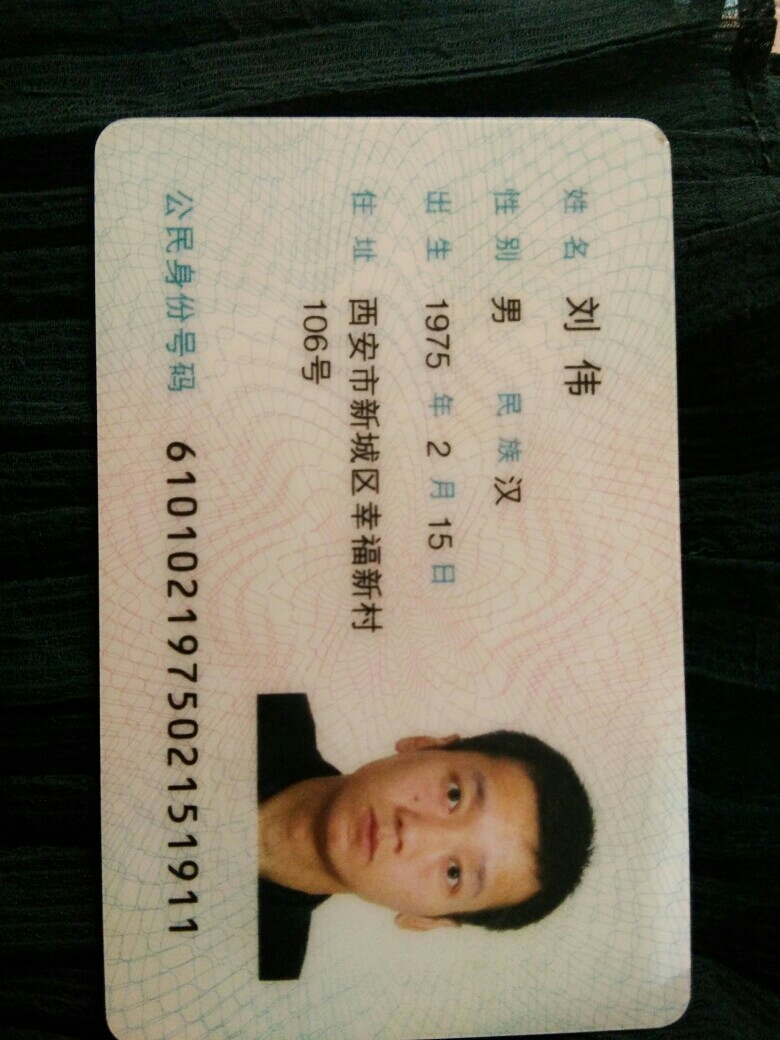 姓名 刘伟
性别 男 民族 汉
出生 1975 年 2 月 15 日
住址 西安市新城区幸福新村
106号
公民身份号码 610102197502151911